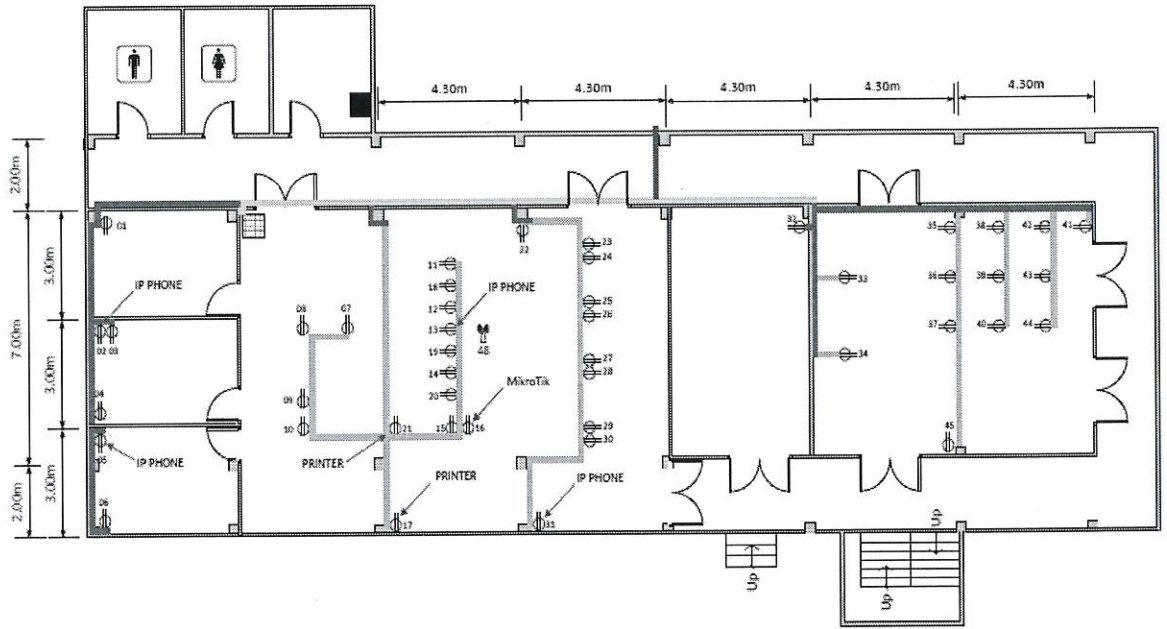 4.30m
4.30m
4.30m
4.30m
4.30m
2.00m
7.00m
2.00m
3.00m
3.00m
3.00m
01
IP PHONE
02
03
04
05
IP PHONE
06
07
09
10
PRINTER
21
11
18
12
13
14
20
15
16
IP PHONE
48
MikroTik
PRINTER
17
22
23
24
25
26
27
28
29
30
IP PHONE
31
32
33
34
35
36
37
38
39
40
41
42
43
44
45
Up
Up
Up